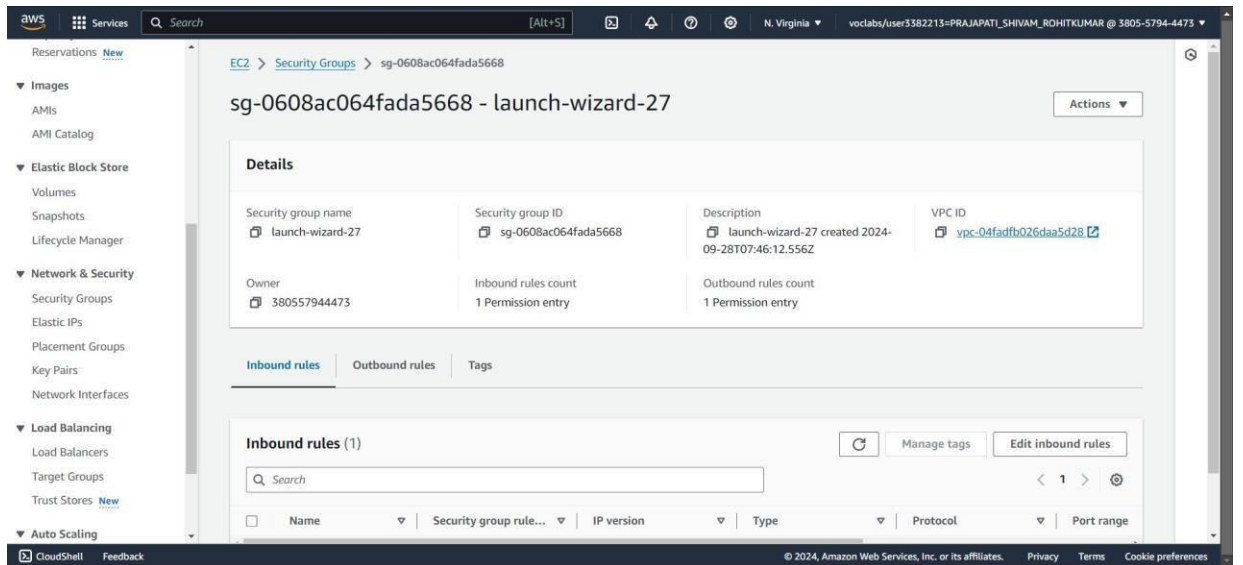 aws Services Search [Alt+S] N. Virginia voclabs/user3382213=PRAJAPATI_SHIVAM_ROHITKUMAR @ 3805-5794-4473
Reservations New
Images
AMIs
AMI Catalog
Elastic Block Store
Volumes
Snapshots
Lifecycle Manager
Network & Security
Security Groups
Elastic IPs
Placement Groups
Key Pairs
Network Interfaces
Load Balancing
Load Balancers
Target Groups
Trust Stores New
Auto Scaling
EC2 > Security Groups > sg-0608ac064fada5668
sg-0608ac064fada5668 - launch-wizard-27 Actions
Details
Security group name Security group ID Description VPC ID
launch-wizard-27 sg-0608ac064fada5668 launch-wizard-27 created 2024- vpc-04fadfb026daa5d28
09-28T07:46:12.556Z
Owner Inbound rules count Outbound rules count
380557944473 1 Permission entry 1 Permission entry
Inbound rules Outbound rules Tags
Inbound rules (1) Manage tags Edit inbound rules
Search < 1 >
Name Security group rule... IP version Type Protocol Port range
CloudShell Feedback © 2024, Amazon Web Services, Inc. or its affiliates. Privacy Terms Cookie preferences